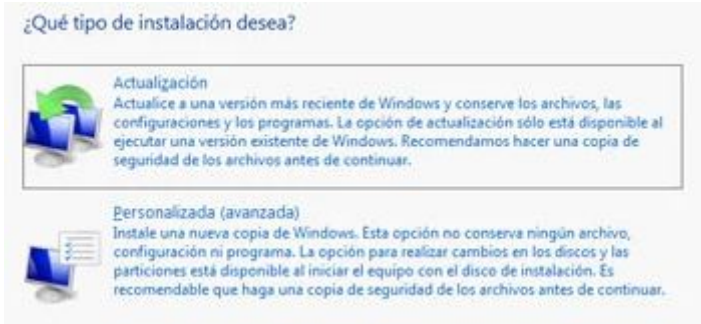 ¿Qué tipo de instalación desea?
Actualización
Actualice a una versión más reciente de Windows y conserve los archivos, las
configuraciones y los programas. La opción de actualización sólo está disponible al
ejecutar una versión existente de Windows. Recomendamos hacer una copia de
seguridad de los archivos antes de continuar.
Personalizada (avanzada)
Instale una nueva copia de Windows. Esta opción no conserva ningún archivo,
configuración ni programa. La opción para realizar cambios en los discos y las
particiones está disponible al iniciar el equipo con el disco de instalación. Es
recomendable que haga una copia de seguridad de los archivos antes de continuar.